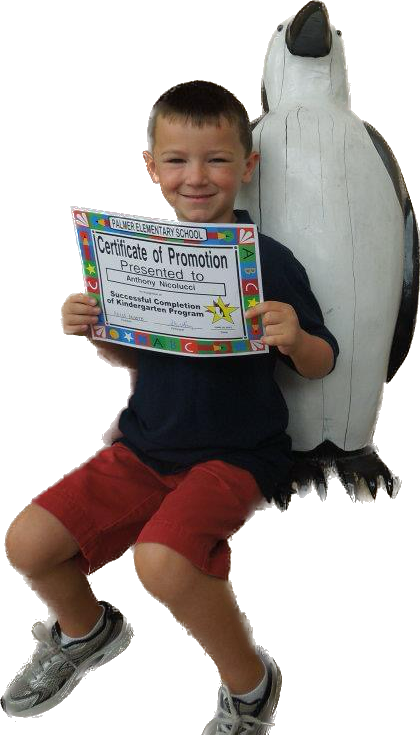 PALMER ELEMENTARY SCHOOL
Certificate of Promotion
Presented to
Anthony Nicolucci
Successful Completion
of Kindergarten Program
A B C
A B C